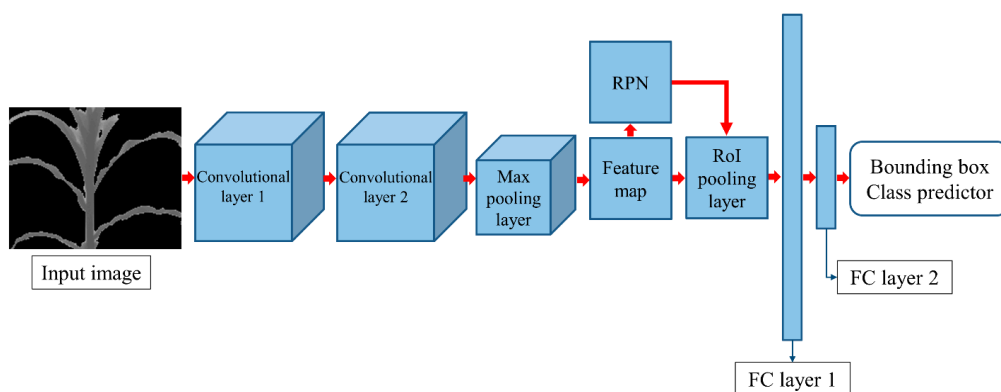 Input image
Convolutional
layer 1
Convolutional
layer 2
Max
pooling
layer
RPN
Feature
map
RoI
pooling
layer
FC layer 1
FC layer 2
Bounding box
Class predictor